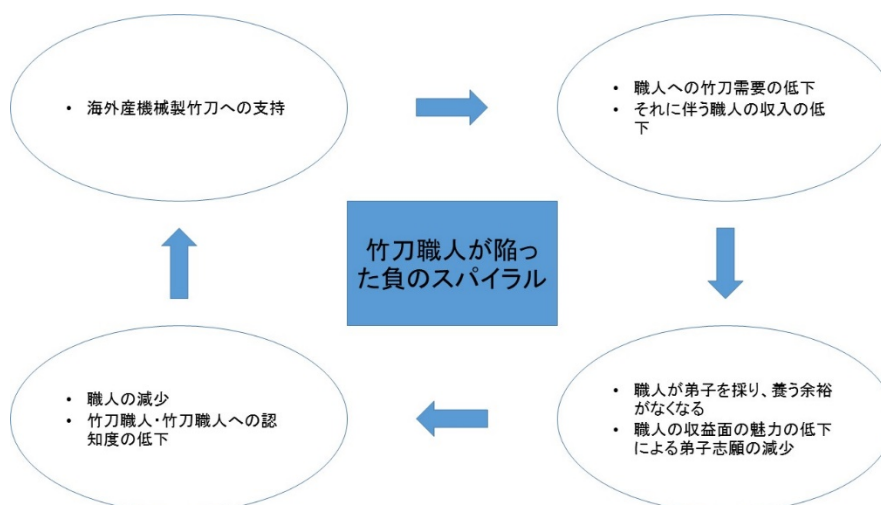 • 海外産機械製竹刀への支持
• 職人への竹刀需要の低下
• それに伴う職人の収入の低
下
竹刀職人が陥っ
た負のスパイラル
• 職人が弟子を採り、養う余裕
がなくなる
• 職人の収益面の魅力の低下
による弟子志願の減少
• 職人の減少
• 竹刀職人・竹刀職人への認
知度の低下